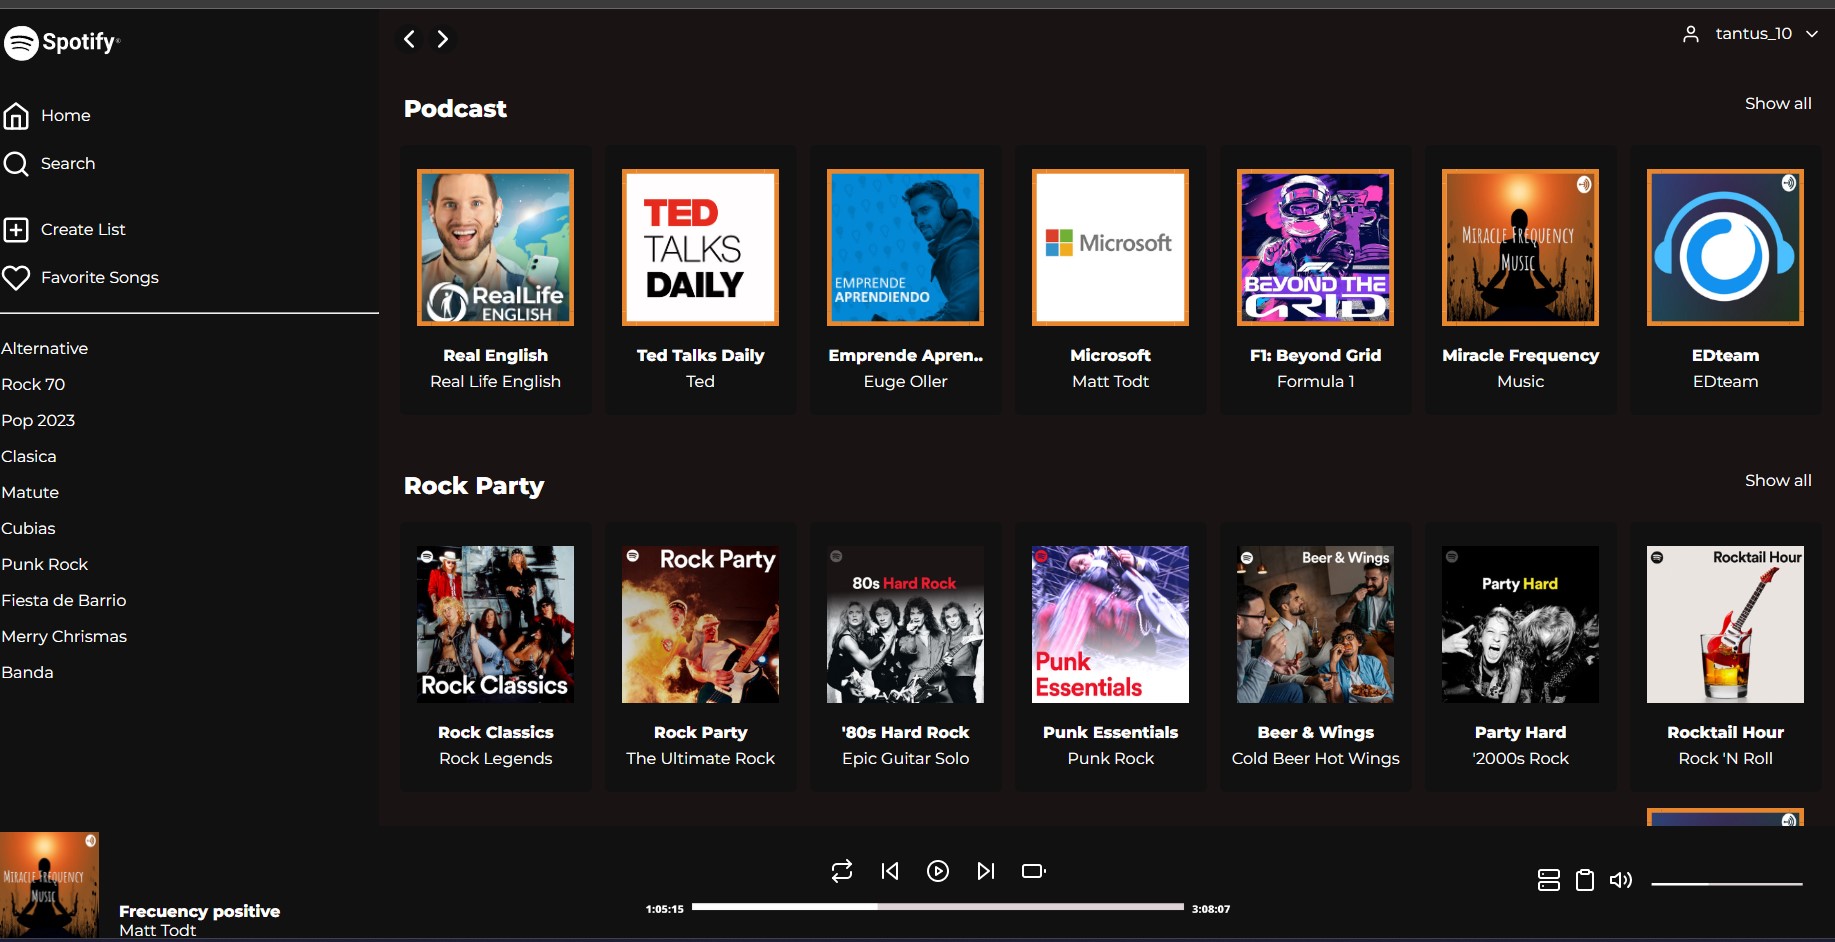 Spotify®
Home
Search
Create List
Favorite Songs
Alternative
Rock 70
Pop 2023
Clasica
Matute
Cubias
Punk Rock
Fiesta de Barrio
Merry Chrismas
Banda
tantus_10
Podcast
Show all
RealLife
ENGLISH
TED
TALKS
DAILY
EMPRENDE
APRENDIENDO
Microsoft
BEYOND THE
GRID
MIRACLE FREQUENCY
MUSIC
Real English
Real Life English
Ted Talks Daily
Ted
Emprende Apren..
Euge Oller
Microsoft
Matt Todt
F1: Beyond Grid
Formula 1
Miracle Frequency
Music
EDteam
EDteam
Rock Party
Show all
Rock Classics
Rock Party
80s Hard Rock
Punk
Essentials
Beer & Wings
Party Hard
Rocktail Hour
Rock Classics
Rock Legends
Rock Party
The Ultimate Rock
'80s Hard Rock
Epic Guitar Solo
Punk Essentials
Punk Rock
Beer & Wings
Cold Beer Hot Wings
Party Hard
'2000s Rock
Rocktail Hour
Rock 'N Roll
MIRACLE FREQUENCY
MUSIC
Frecuency positive
Matt Todt
1:05:15
3:08:07